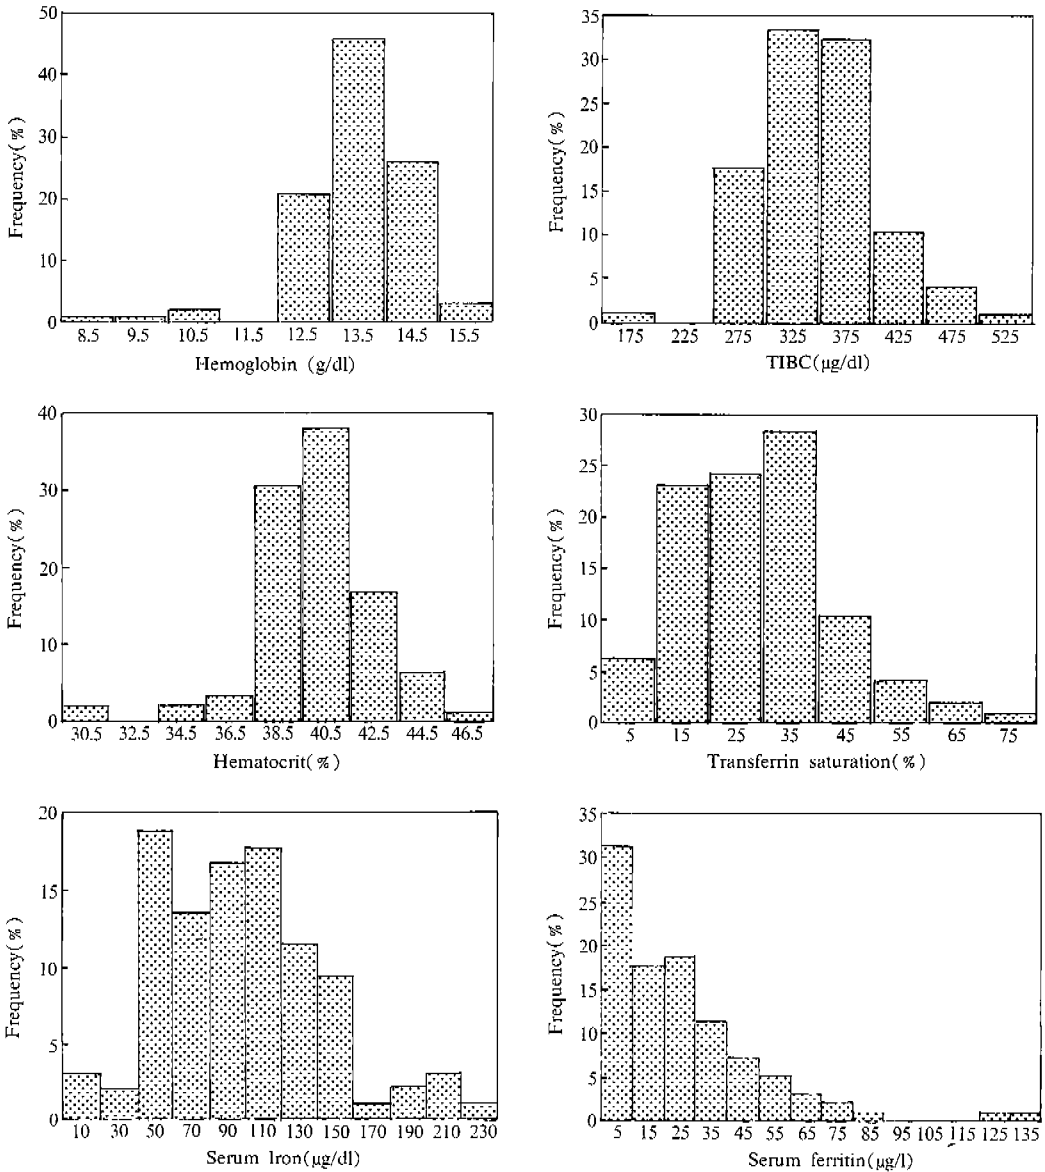 50
40
30
20
10
0
Frequency(%)
8.5 9.5 10.5 11.5 12.5 13.5 14.5 15.5
Hemoglobin (g/dl)
35
30
25
20
15
10
5
0
Frequency(%)
175 225 275 325 375 425 475 525
TIBC(μg/dl)
40
30
20
10
0
Frequency(%)
30.5 32.5 34.5 36.5 38.5 40.5 42.5 44.5 46.5
Hematocrit(%)
30
25
20
15
10
5
0
Frequency(%)
5 15 25 35 45 55 65 75
Transferrin saturation(%)
20
15
10
5
0
Frequency(%)
10 30 50 70 90 110 130 150 170 190 210 230
Serum Iron(μg/dl)
35
30
25
20
15
10
5
0
Frequency(%)
5 15 25 35 45 55 65 75 85 95 105 115 125 135
Serum ferritin(μg/l)